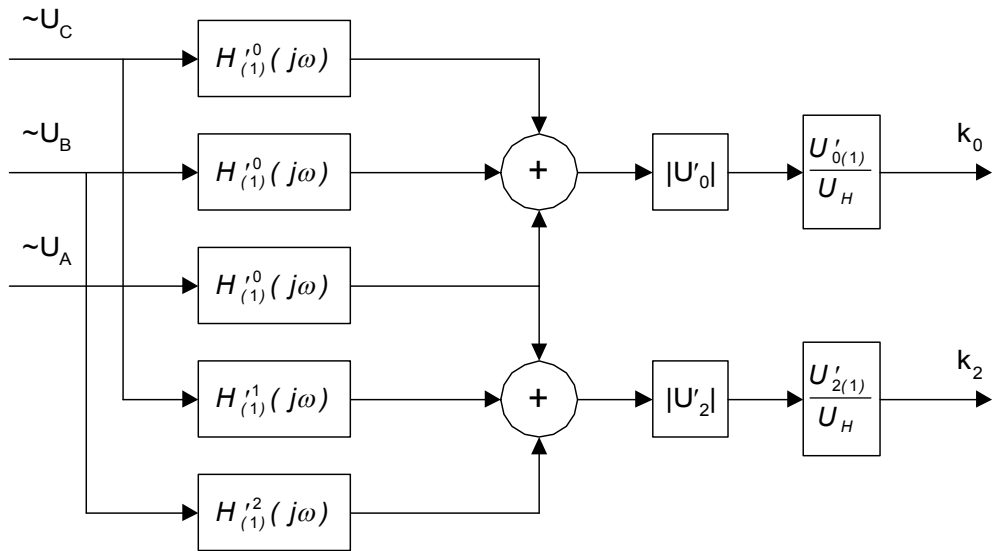 ~U_C
H'^0_(1)(jω)
~U_B
H'^0_(1)(jω)
+
|U'_0|
U'_0(1)
U_H
k_0
~U_A
H'^0_(1)(jω)
H'^1_(1)(jω)
+
|U'_2|
U'_2(1)
U_H
k_2
H'^2_(1)(jω)